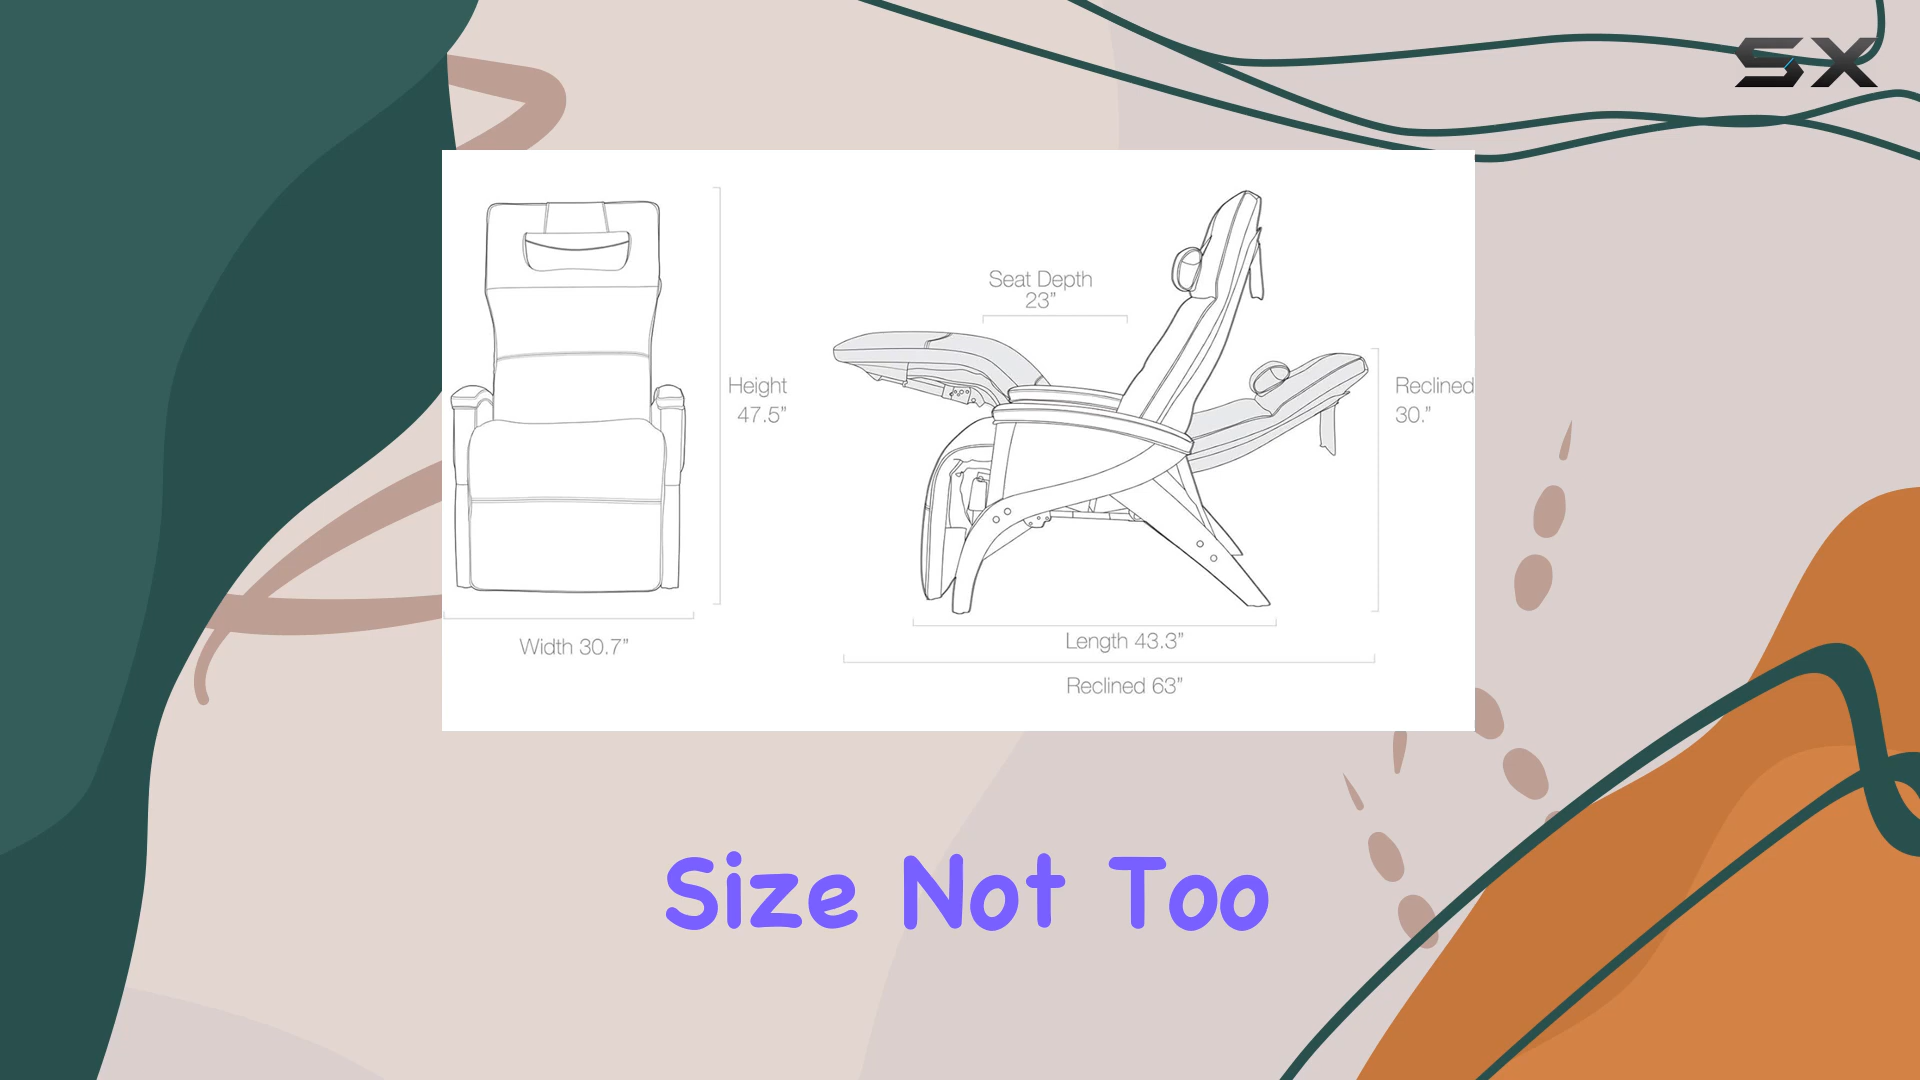 SX
Seat Depth
23”
Height
47.5”
Reclined
30.”
Width 30.7”
Length 43.3”
Reclined 63”
Size Not Too